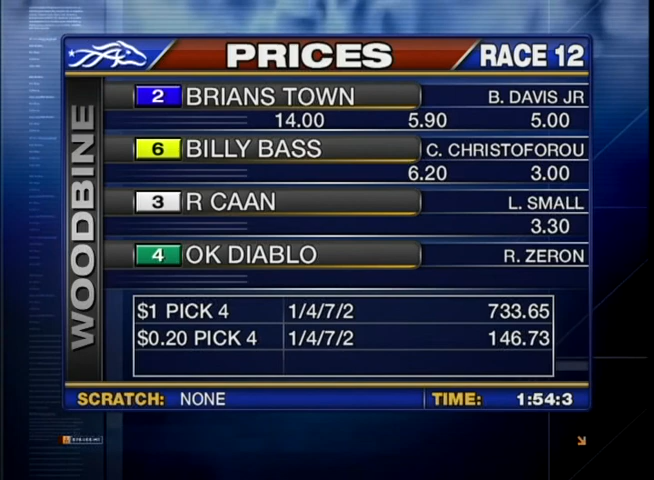 PRICES RACE 12
WOODBINE
2 BRIANS TOWN B. DAVIS JR
14.00 5.90 5.00
6 BILLY BASS C. CHRISTOFOROU
6.20 3.00
3 R CAAN L. SMALL
3.30
4 OK DIABLO R. ZERON
$1 PICK 4 1/4/7/2 733.65
$0.20 PICK 4 1/4/7/2 146.73
SCRATCH: NONE TIME: 1:54:3